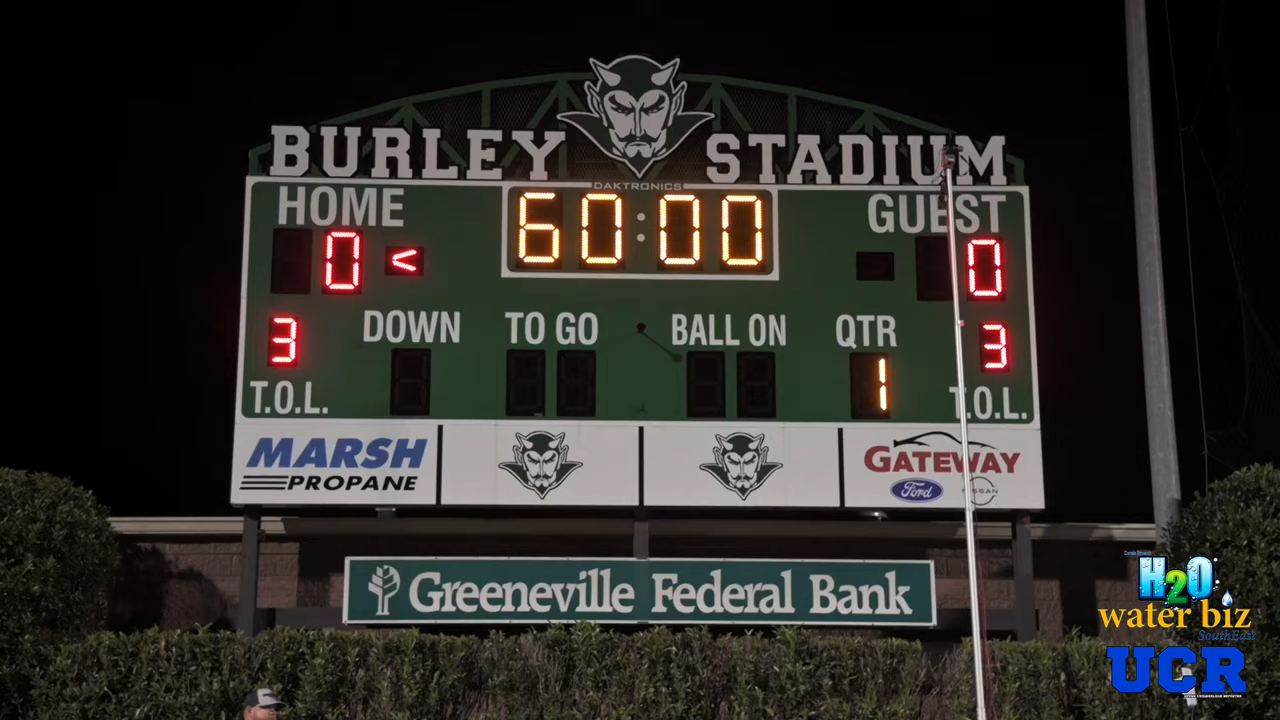 BURLEY STADIUM
DAKTRONICS
HOME 60:00 GUEST
0 < 0
3 DOWN TO GO BALL ON QTR 3
1
T.O.L. T.O.L.
MARSH
PROPANE
GATEWAY
Ford NISSAN
Greeneville Federal Bank
H2O
water biz
SouthEast
UCR